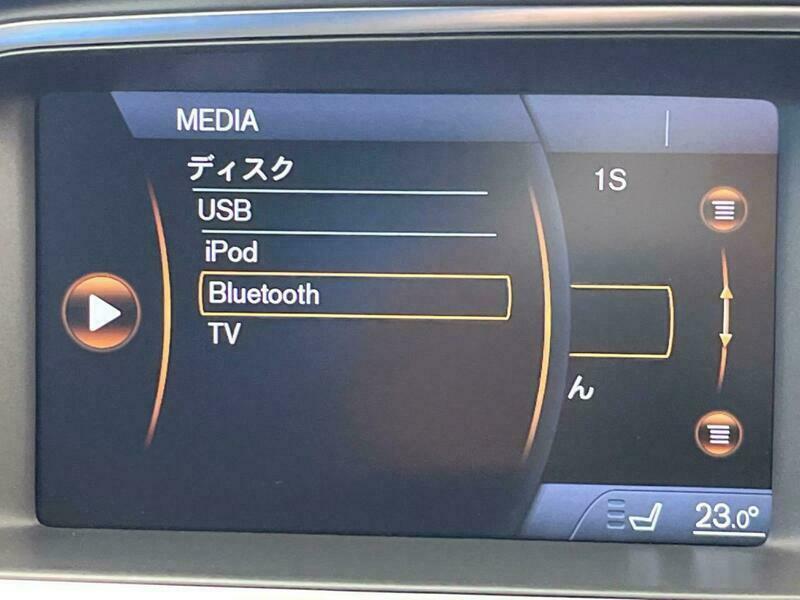 MEDIA
ディスク
1S
USB
iPod
Bluetooth
TV
ん
23.0°